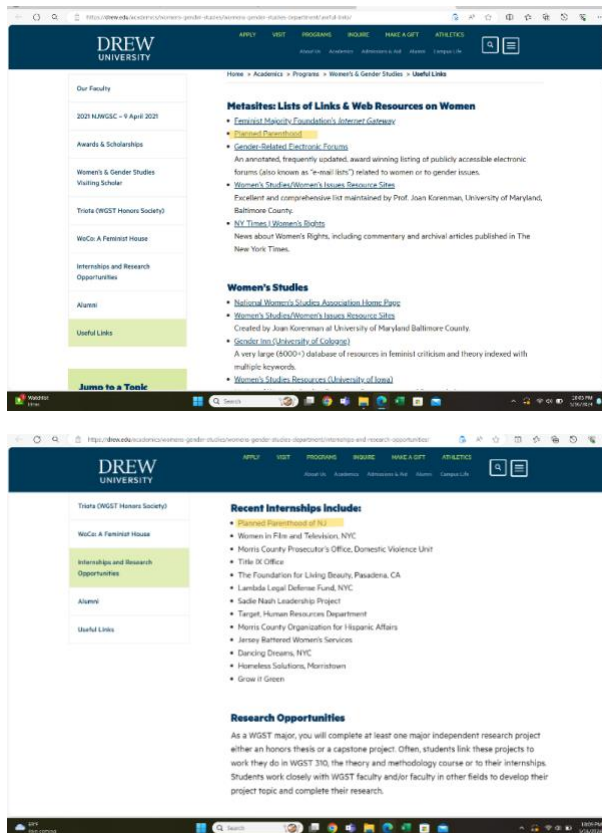 https://drew.edu/academics/womens-gender-studies/womens-gender-studies-department/useful-links/
DREW
UNIVERSITY
APPLY VISIT PROGRAMS INQUIRE MAKE A GIFT ATHLETICS
About Us Academics Admissions & Aid Alumni Campus Life
Home » Academics » Programs » Women's & Gender Studies » Useful Links
Our Faculty
2021 NJWGSC – 9 April 2021
Awards & Scholarships
Women's & Gender Studies
Visiting Scholar
Triota (WGST Honors Society)
WoCo: A Feminist House
Internships and Research
Opportunities
Alumni
Useful Links
Jump to a Topic
Metasites: Lists of Links & Web Resources on Women
• Feminist Majority Foundation's Internet Gateway
• Planned Parenthood
• Gender-Related Electronic Forums
An annotated, frequently updated, award winning listing of publicly accessible electronic
forums (also known as "e-mail lists") related to women or to gender issues.
• Women's Studies/Women's Issues Resource Sites
Excellent and comprehensive list maintained by Prof. Joan Korenman, University of Maryland,
Baltimore County.
• NY Times | Women's Rights
News about Women's Rights, including commentary and archival articles published in The
New York Times.
Women's Studies
• National Women's Studies Association Home Page
• Women's Studies/Women's Issues Resource Sites
Created by Joan Korenman at University of Maryland Baltimore County.
• Gender Inn (University of Cologne)
A very large (6000+) database of resources in feminist criticism and theory indexed with
multiple keywords.
• Women's Studies Resources (University of Iowa)
Watchlist
Search
https://drew.edu/academics/womens-gender-studies/womens-gender-studies-department/internships-and-research-opportunities/
DREW
UNIVERSITY
APPLY VISIT PROGRAMS INQUIRE MAKE A GIFT ATHLETICS
About Us Academics Admissions & Aid Alumni Campus Life
Triota (WGST Honors Society)
WoCo: A Feminist House
Internships and Research
Opportunities
Alumni
Useful Links
Recent Internships include:
• Planned Parenthood of NJ
• Women in Film and Television, NYC
• Morris County Prosecutor's Office, Domestic Violence Unit
• Title IX Office
• The Foundation for Living Beauty, Pasadena, CA
• Lambda Legal Defense Fund, NYC
• Sadie Nash Leadership Project
• Target, Human Resources Department
• Morris County Organization for Hispanic Affairs
• Jersey Battered Women's Services
• Dancing Dreams, NYC
• Homeless Solutions, Morristown
• Grow it Green
Research Opportunities
As a WGST major, you will complete at least one major independent research project
either an honors thesis or a capstone project. Often, students link these projects to
work they do in WGST 310, the theory and methodology course or to their internships.
Students work closely with WGST faculty and/or faculty in other fields to develop their
project topic and complete their research.
Search